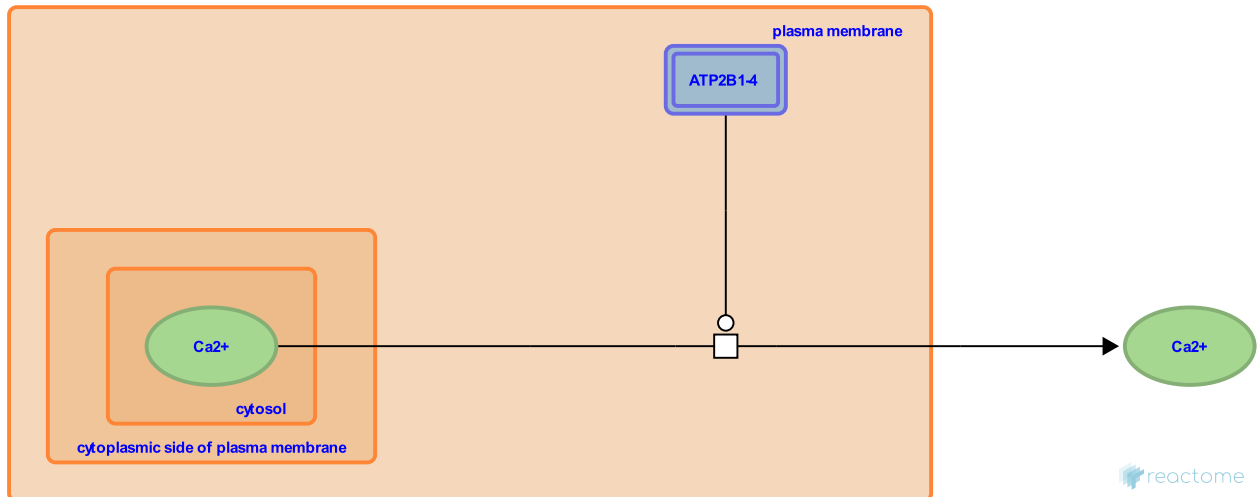 plasma membrane
ATP2B1-4
Ca2+
Ca2+
cytosol
cytoplasmic side of plasma membrane
reactome